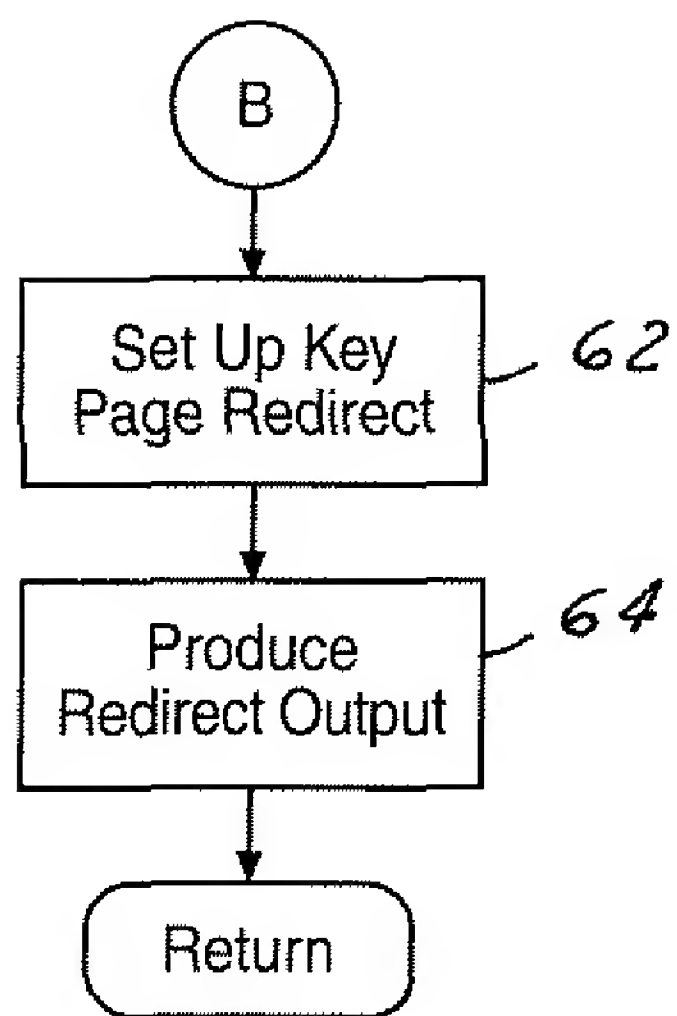 B
Set Up Key
Page Redirect
62
Produce
Redirect Output
64
Return